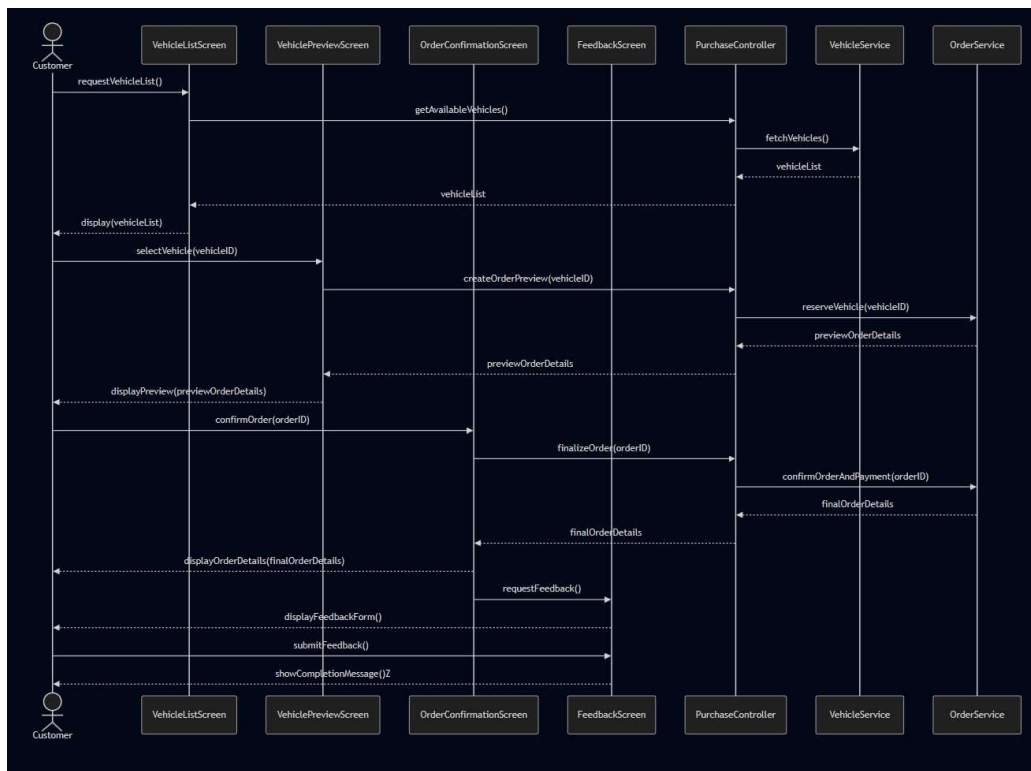 VehicleListScreen
VehiclePreviewScreen
OrderConfirmationScreen
FeedbackScreen
PurchaseController
VehicleService
OrderService
Customer
requestVehicleList()
getAvailableVehicles()
fetchVehicles()
vehicleList
vehicleList
display(vehicleList)
selectVehicle(vehicleID)
createOrderPreview(vehicleID)
reserveVehicle(vehicleID)
previewOrderDetails
previewOrderDetails
displayPreview(previewOrderDetails)
confirmOrder(orderID)
finalizeOrder(orderID)
confirmOrderAndPayment(orderID)
finalOrderDetails
finalOrderDetails
displayOrderDetails(finalOrderDetails)
requestFeedback()
displayFeedbackForm()
submitFeedback()
showCompletionMessage()Z
VehicleListScreen
VehiclePreviewScreen
OrderConfirmationScreen
FeedbackScreen
PurchaseController
VehicleService
OrderService
Customer